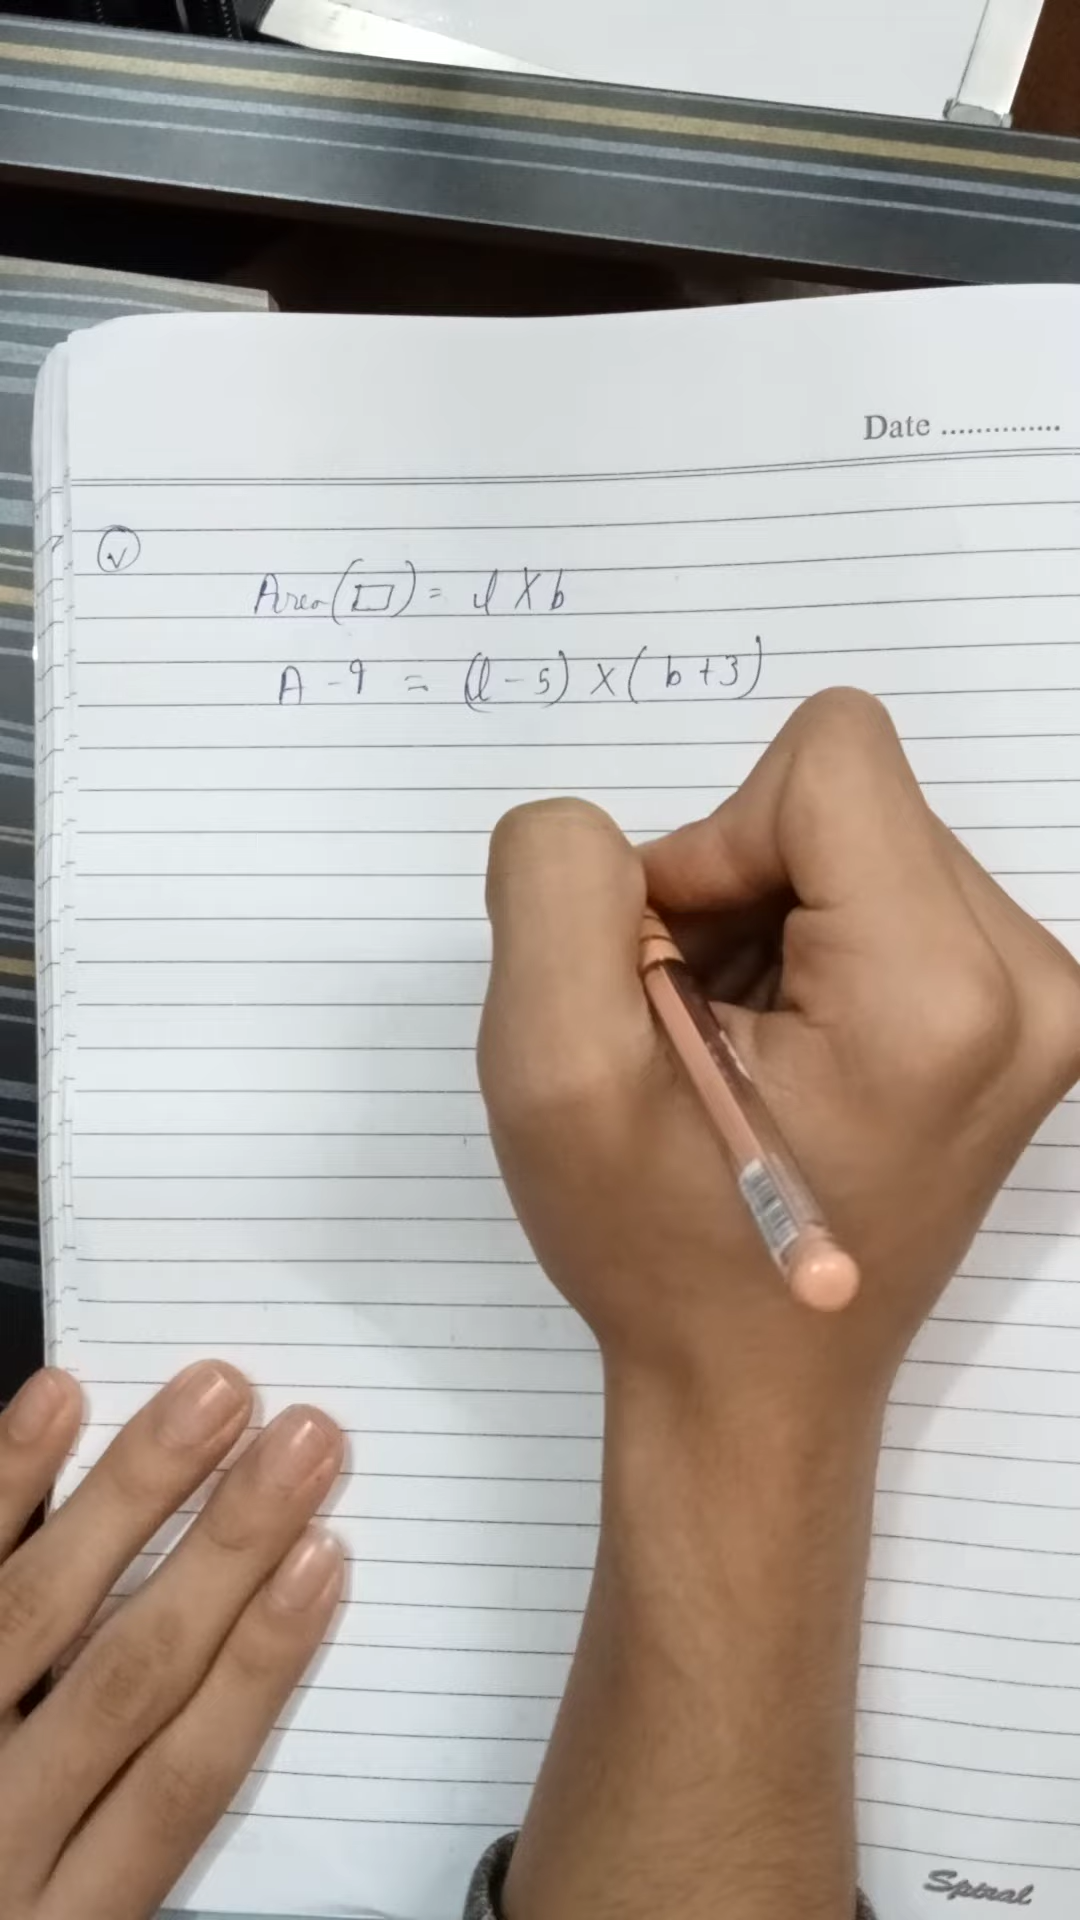 Date ..............
v
Area(▭) = l X b
A - 9 = (l - 5) X ( b + 3)
Spiral